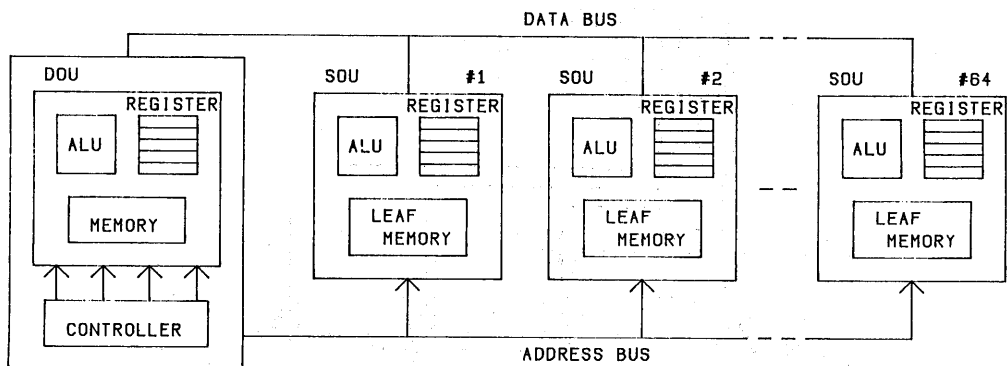 DATA BUS
DOU
SOU #1
SOU #2
SOU #64
REGISTER
REGISTER
REGISTER
REGISTER
ALU
ALU
ALU
ALU
MEMORY
LEAF
MEMORY
LEAF
MEMORY
LEAF
MEMORY
CONTROLLER
ADDRESS BUS